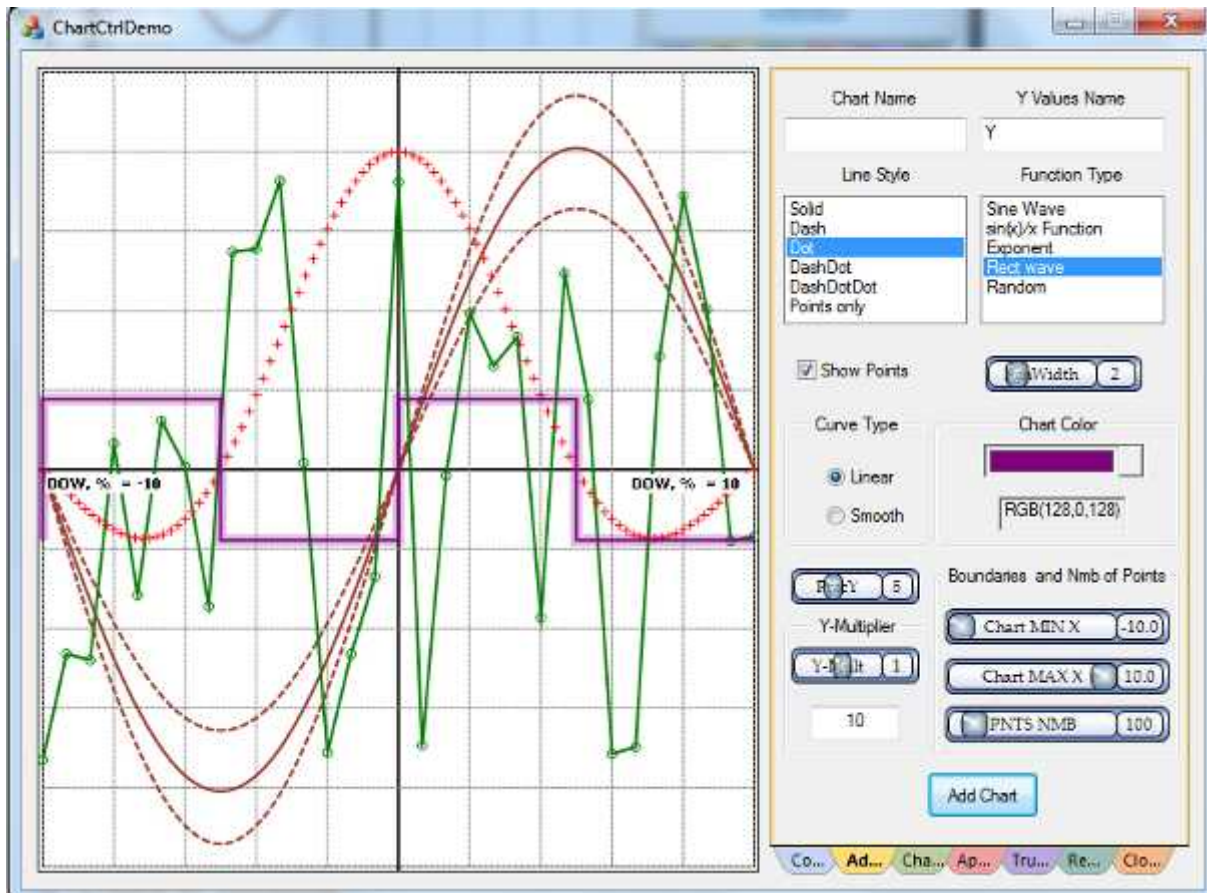 ChartCtrlDemo
Chart Name
Y Values Name
Y
Line Style
Function Type
Solid
Dash
Dot
DashDot
DashDotDot
Points only
Sine Wave
sin(x)/x Function
Exponent
Rect wave
Random
Show Points
Width 2
Curve Type
Linear
Smooth
Chart Color
RGB(128,0,128)
DOW, % = -10
DOW, % = 10
Boundaries and Nmb of Points
5
Y-Multiplier
1
10
Chart MIN X -10.0
Chart MAX X 10.0
PNTS NMB 100
Add Chart
Co... Ad... Cha... Ap... Tru... Re... Clo...